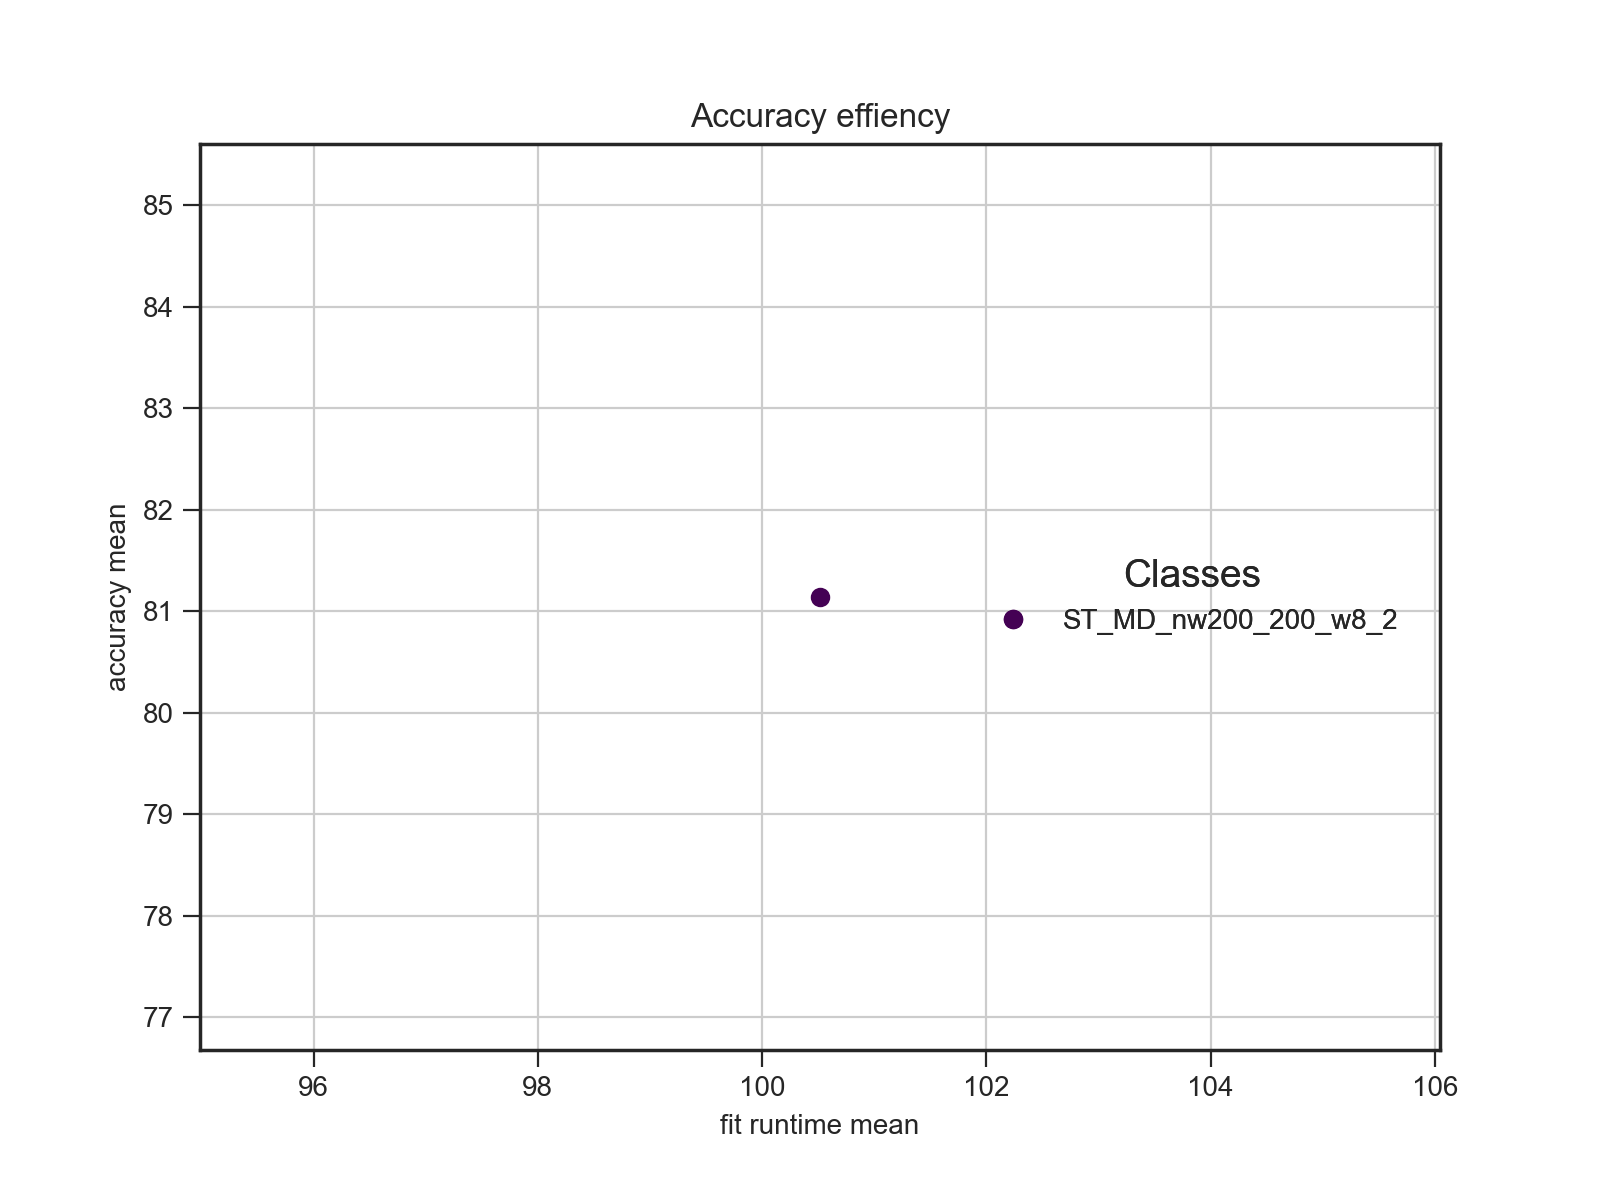 Accuracy effiency
85
84
83
82
81
80
79
78
77
accuracy mean
Classes
ST_MD_nw200_200_w8_2
96 98 100 102 104 106
fit runtime mean